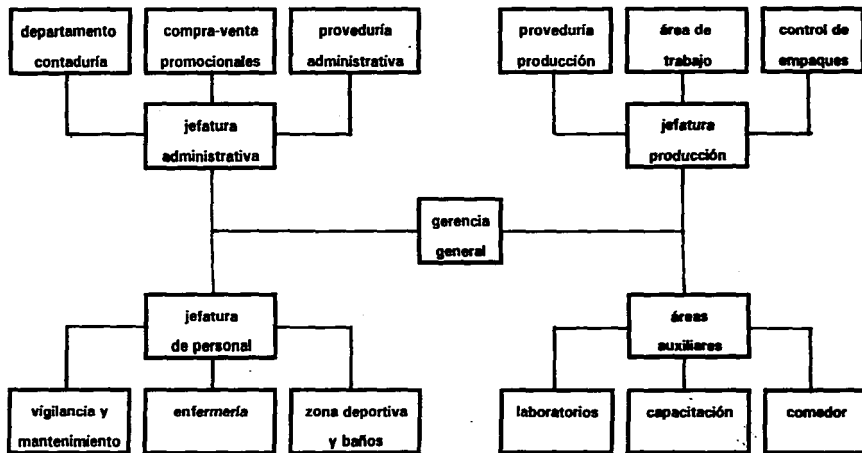 departamento
contaduría
compra-venta
promocionales
proveduría
administrativa
proveduría
producción
área de
trabajo
control de
empaques
jefatura
administrativa
jefatura
producción
gerencia
general
jefatura
de personal
áreas
auxiliares
vigilancia y
mantenimiento
enfermería
zona deportiva
y baños
laboratorios
capacitación
comedor